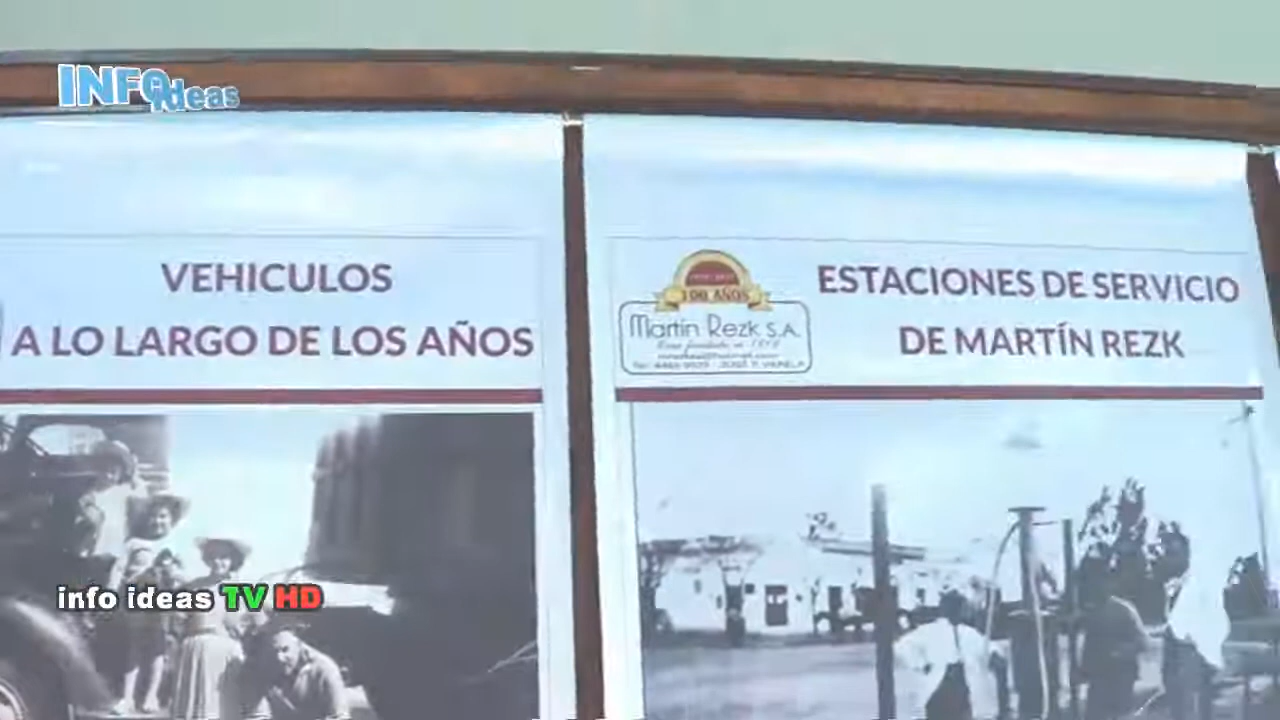 INFO
ideas
VEHICULOS
A LO LARGO DE LOS AÑOS
100 AÑOS
Martín Rezk S.A.
ESTACIONES DE SERVICIO
DE MARTÍN REZK
info ideas TV HD